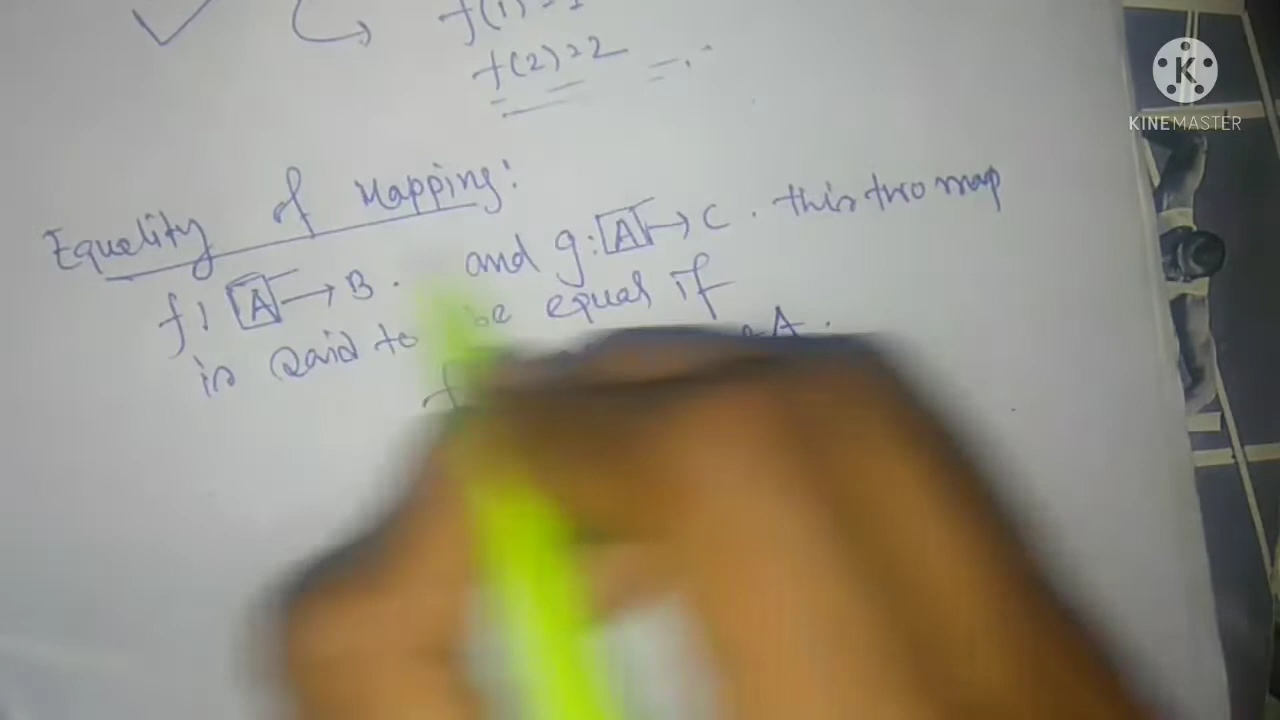 f(2)=2
Equality of Mapping:
f: A → B. and g: A → C. this two map
is said to be equal if
KINEMASTER